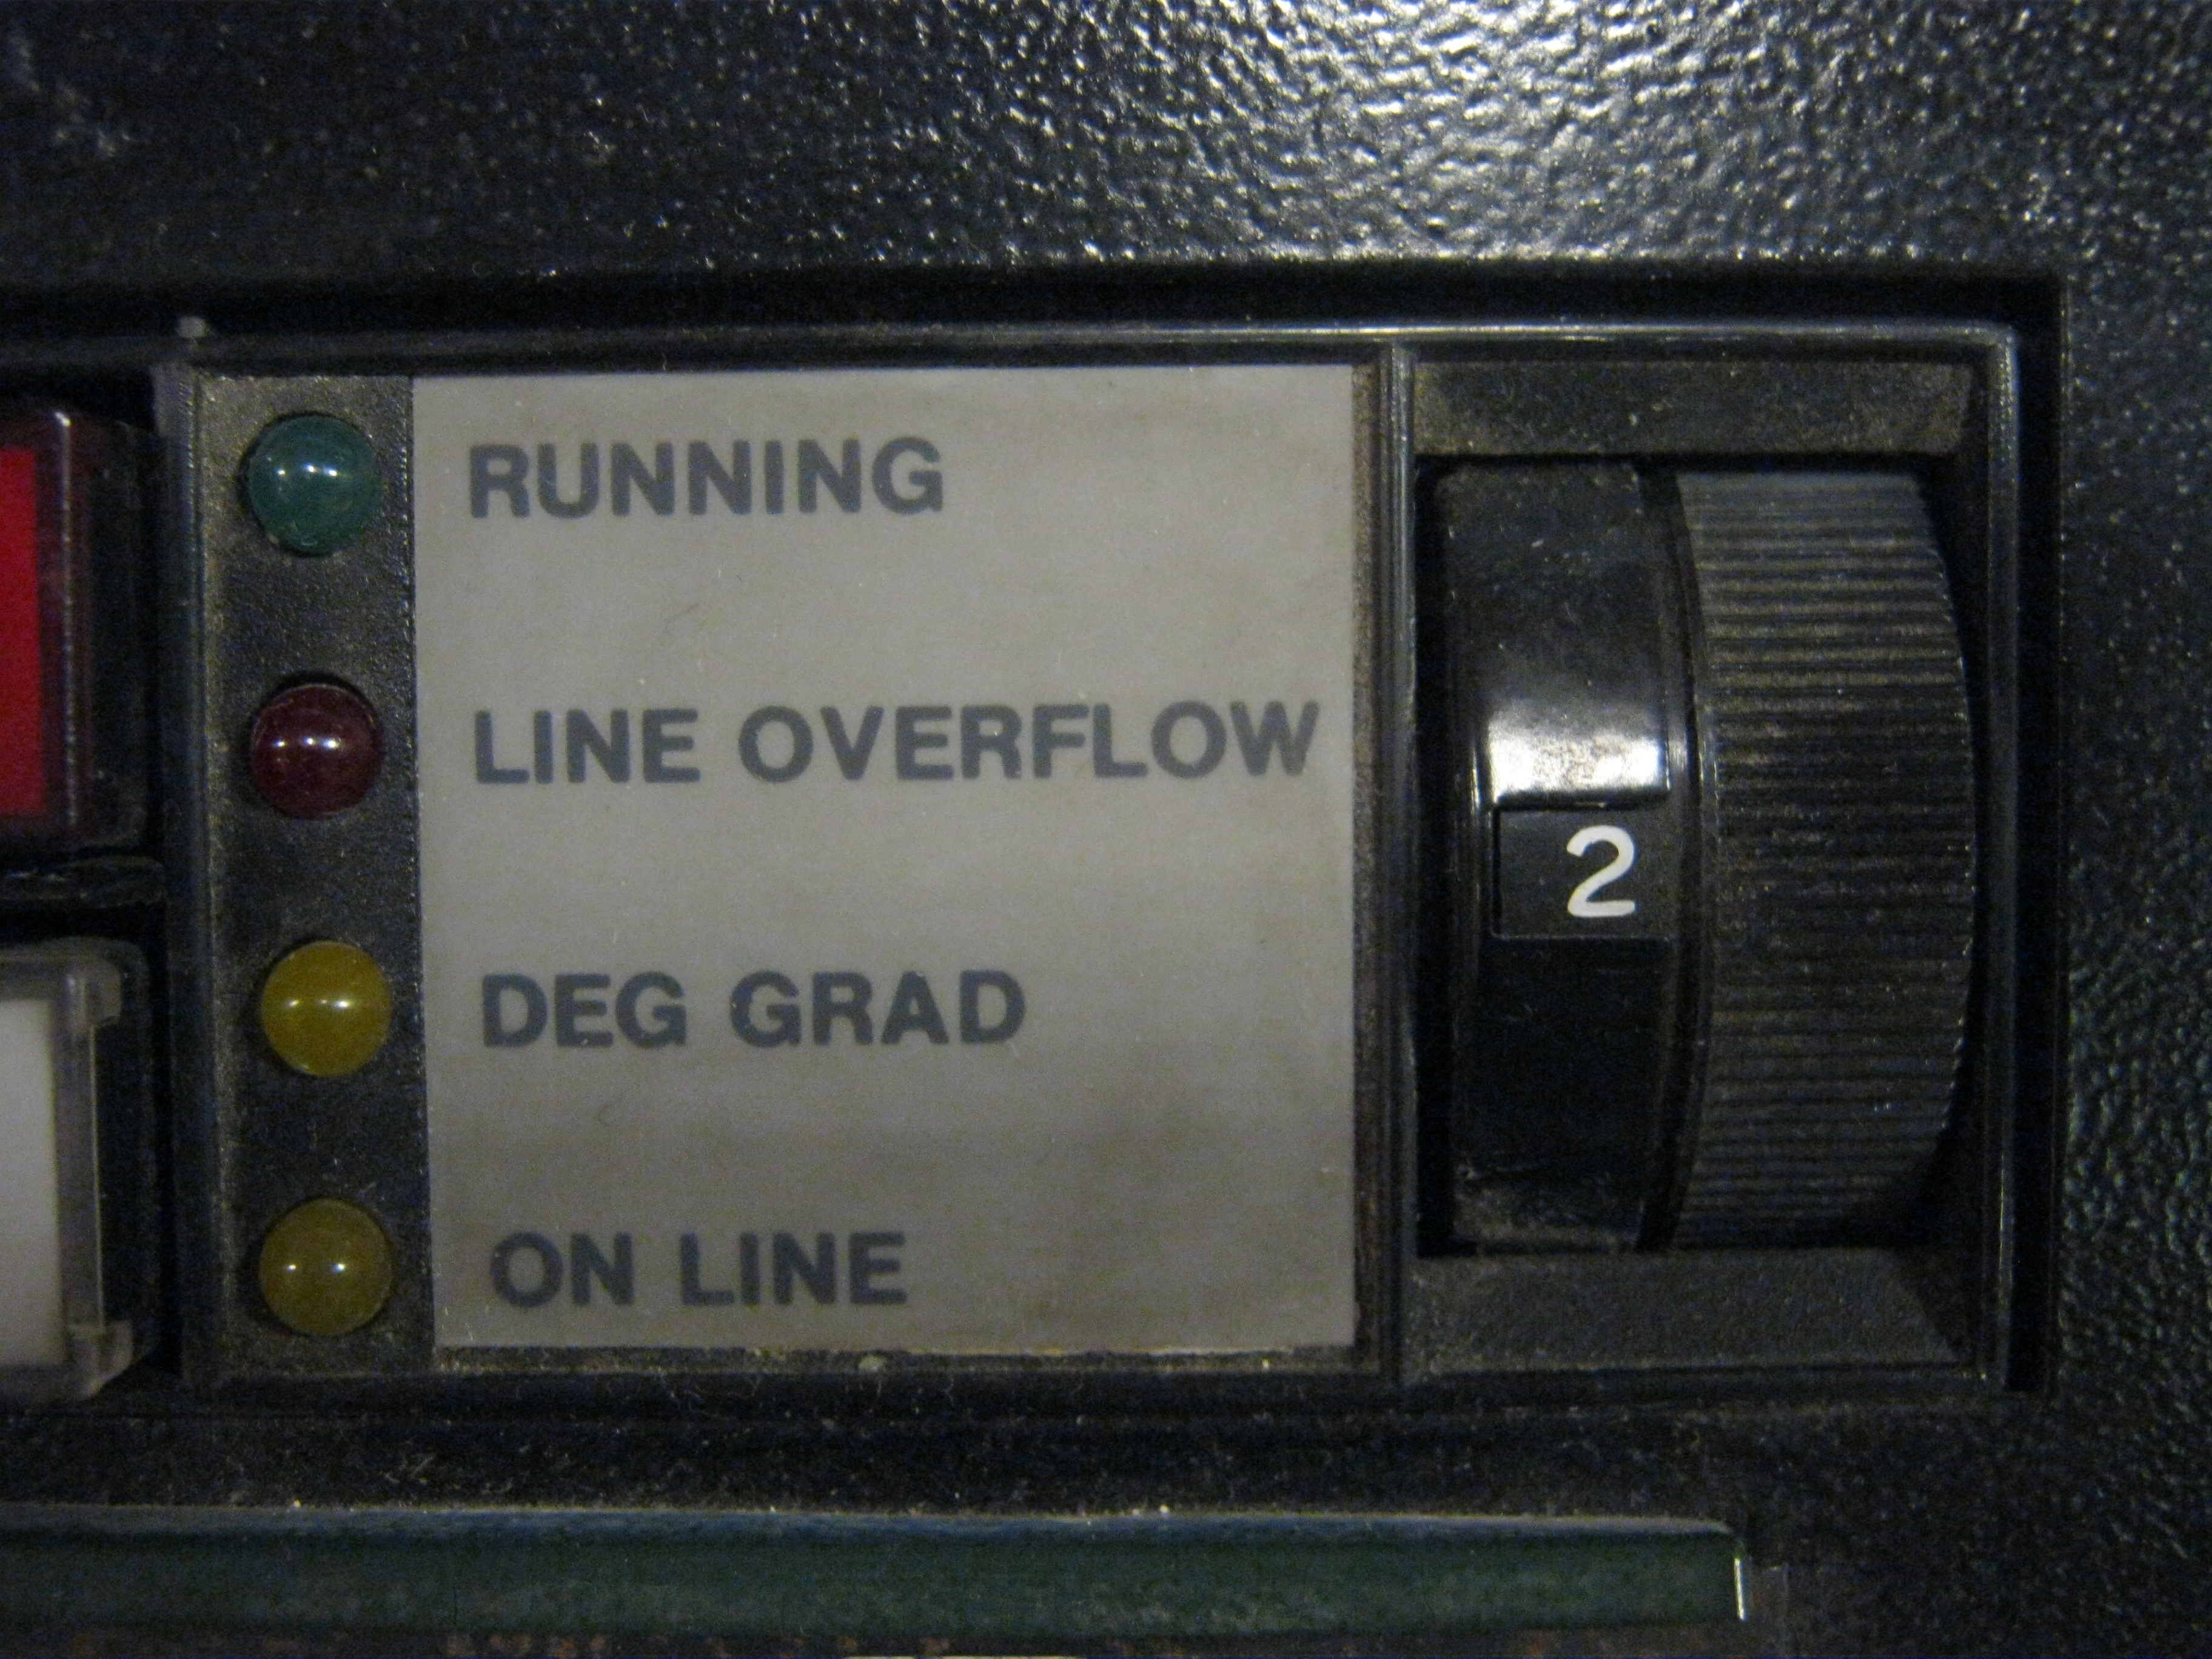 RUNNING
LINE OVERFLOW
2
DEG GRAD
ON LINE